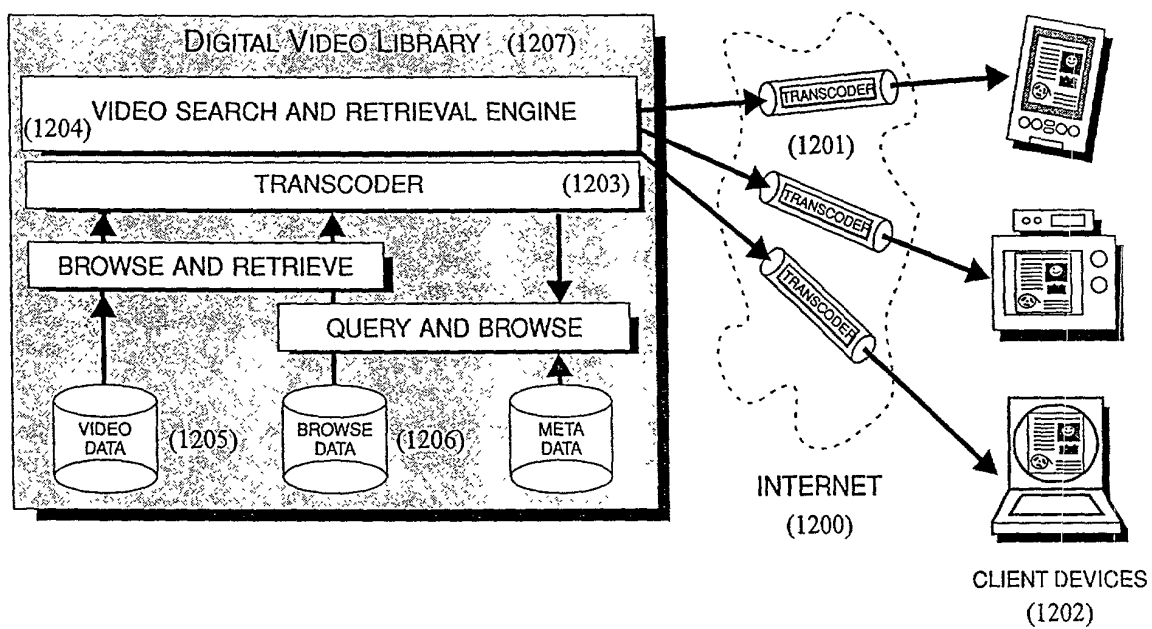 DIGITAL VIDEO LIBRARY (1207)
VIDEO SEARCH AND RETRIEVAL ENGINE
(1204)
TRANSCODER (1203)
BROWSE AND RETRIEVE
QUERY AND BROWSE
VIDEO
DATA
(1205)
BROWSE
DATA
(1206)
META
DATA
TRANSCODER
(1201)
TRANSCODER
TRANSCODER
INTERNET
(1200)
CLIENT DEVICES
(1202)